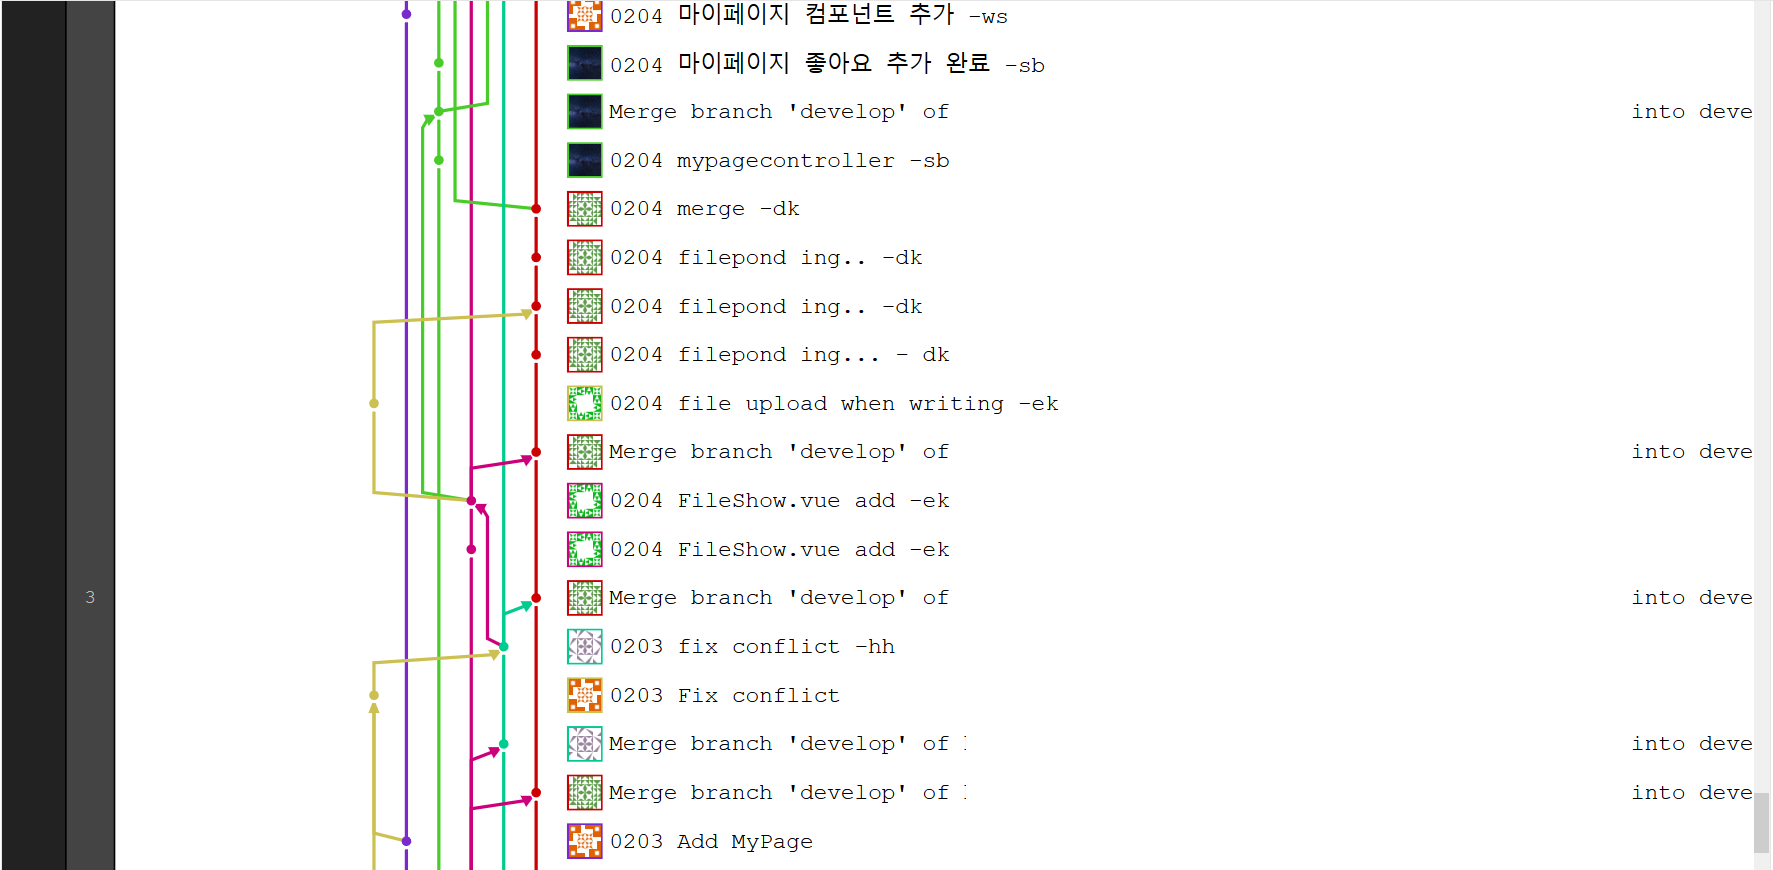 0204 마이페이지 컴포넌트 추가 -ws
0204 마이페이지 좋아요 추가 완료 -sb
Merge branch 'develop' of into deve
0204 mypagecontroller -sb
0204 merge -dk
0204 filepond ing.. -dk
0204 filepond ing.. -dk
0204 filepond ing... - dk
0204 file upload when writing -ek
Merge branch 'develop' of into deve
0204 FileShow.vue add -ek
0204 FileShow.vue add -ek
3 Merge branch 'develop' of into deve
0203 fix conflict -hh
0203 Fix conflict
Merge branch 'develop' of into deve
Merge branch 'develop' of into deve
0203 Add MyPage